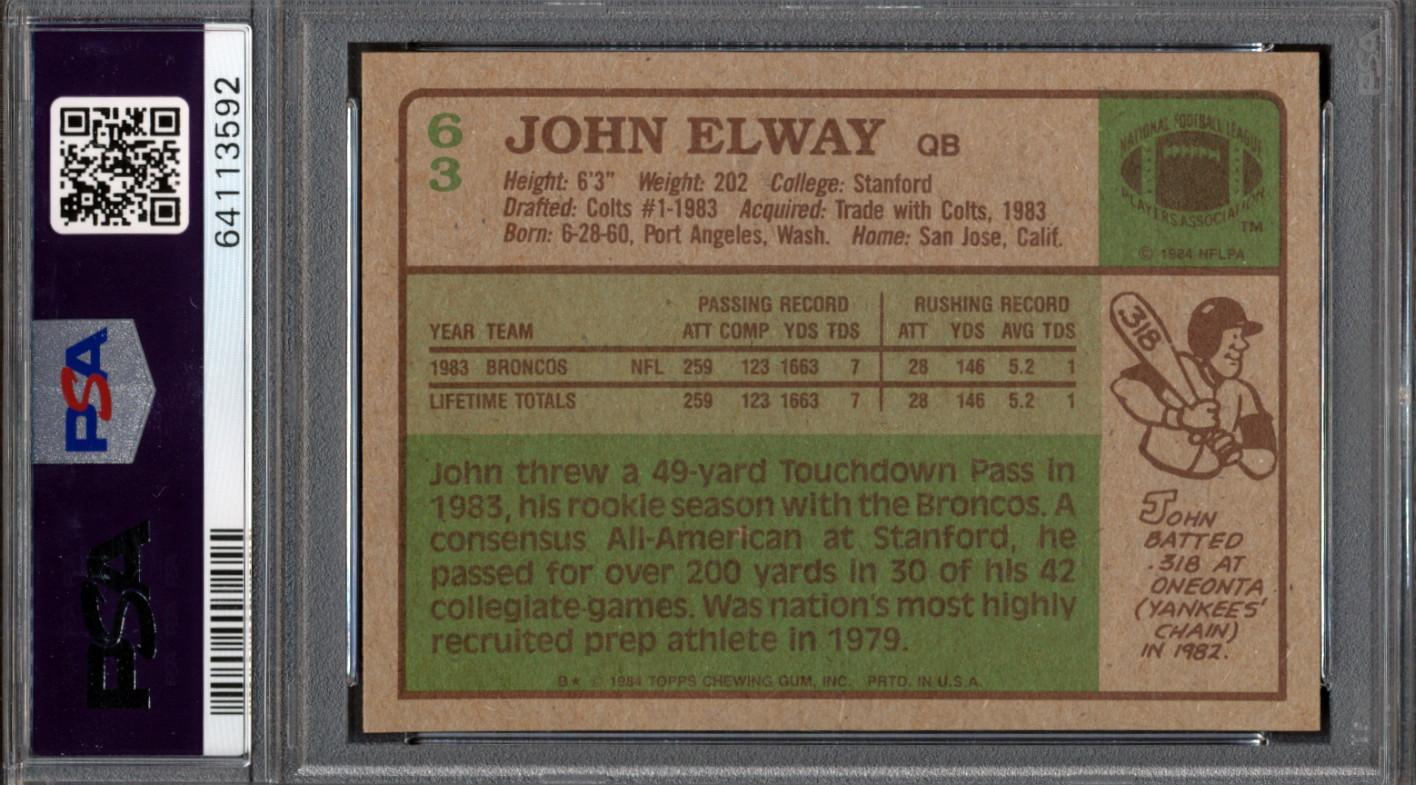 64113592
PSA
PSA
PSA
63
JOHN ELWAY QB
Height: 6'3" Weight: 202 College: Stanford
Drafted: Colts #1-1983 Acquired: Trade with Colts, 1983
Born: 6-28-60, Port Angeles, Wash. Home: San Jose, Calif.
NATIONAL FOOTBALL LEAGUE
PLAYERS ASSOCIATION
TM
© 1984 NFLPA
PASSING RECORD RUSHING RECORD
YEAR TEAM ATT COMP YDS TDS ATT YDS AVG TDS
1983 BRONCOS NFL 259 123 1663 7 28 146 5.2 1
LIFETIME TOTALS 259 123 1663 7 28 146 5.2 1
John threw a 49-yard Touchdown Pass in
1983, his rookie season with the Broncos. A
consensus All-American at Stanford, he
passed for over 200 yards in 30 of his 42
collegiate games. Was nation's most highly
recruited prep athlete in 1979.
.318
JOHN
BATTED
.318 AT
ONEONTA
(YANKEES'
CHAIN)
IN 1982.
B★ © 1984 TOPPS CHEWING GUM, INC. PRTD. IN U.S.A.